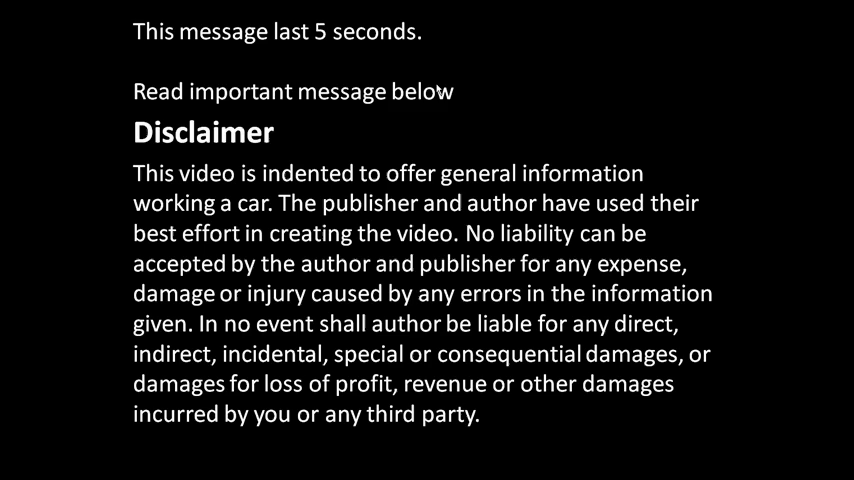 This message last 5 seconds.
Read important message below
Disclaimer
This video is indented to offer general information
working a car. The publisher and author have used their
best effort in creating the video. No liability can be
accepted by the author and publisher for any expense,
damage or injury caused by any errors in the information
given. In no event shall author be liable for any direct,
indirect, incidental, special or consequential damages, or
damages for loss of profit, revenue or other damages
incurred by you or any third party.